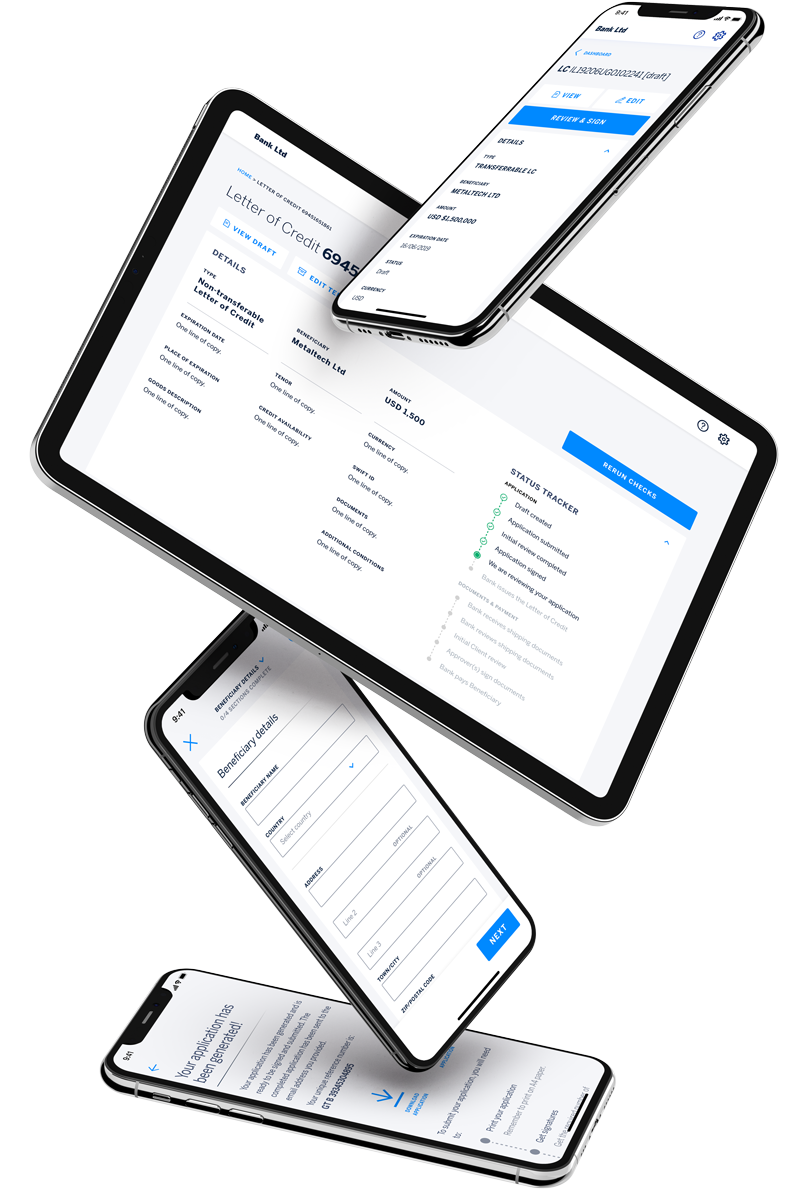 9:41
Bank Ltd
DASHBOARD
LC IL19206UG0102241 [draft]
VIEW
EDIT
REVIEW & SIGN
DETAILS
TYPE
TRANSFERRABLE LC
BENEFICIARY
METALTECH LTD
AMOUNT
USD $1,500,000
EXPIRATION DATE
16/06/2019
STATUS
Draft
CURRENCY
USD
Bank Ltd
HOME > LETTER OF CREDIT 69451651861
Letter of Credit 6945
VIEW DRAFT
EDIT
RERUN CHECKS
DETAILS
TYPE
Non-transferable
Letter of Credit
BENEFICIARY
Metaltech Ltd
AMOUNT
USD 1,500
EXPIRATION DATE
One line of copy.
PLACE OF EXPIRATION
One line of copy.
GOODS DESCRIPTION
One line of copy.
TENOR
One line of copy.
CREDIT AVAILABILITY
One line of copy.
CURRENCY
One line of copy.
SWIFT ID
One line of copy.
DOCUMENTS
One line of copy.
ADDITIONAL CONDITIONS
One line of copy.
STATUS TRACKER
APPLICATION
Draft created
Application submitted
Initial review completed
Application signed
We are reviewing your application
Bank issues the Letter of Credit
DOCUMENTS & PAYMENT
Bank receives shipping documents
Bank reviews shipping documents
Initial Client review
Approver(s) sign documents
Bank pays Beneficiary
9:41
BENEFICIARY DETAILS
0/4 SECTIONS COMPLETE
Beneficiary details
BENEFICIARY NAME
COUNTRY
Select country
ADDRESS
OPTIONAL
Line 2
OPTIONAL
Line 3
TOWN/CITY
ZIP/POSTAL CODE
NEXT
9:41
Your application has
been generated!
Your application has been generated and is
ready to be signed and submitted. The
completed application has been sent to the
email address you provided.
Your unique reference number is:
GT B 39345304895
DOWNLOAD
APPLICATION
APPLICATION
To submit your application, you will need
to:
Print your application
Remember to print on A4 paper.
Get signatures
Get the
of